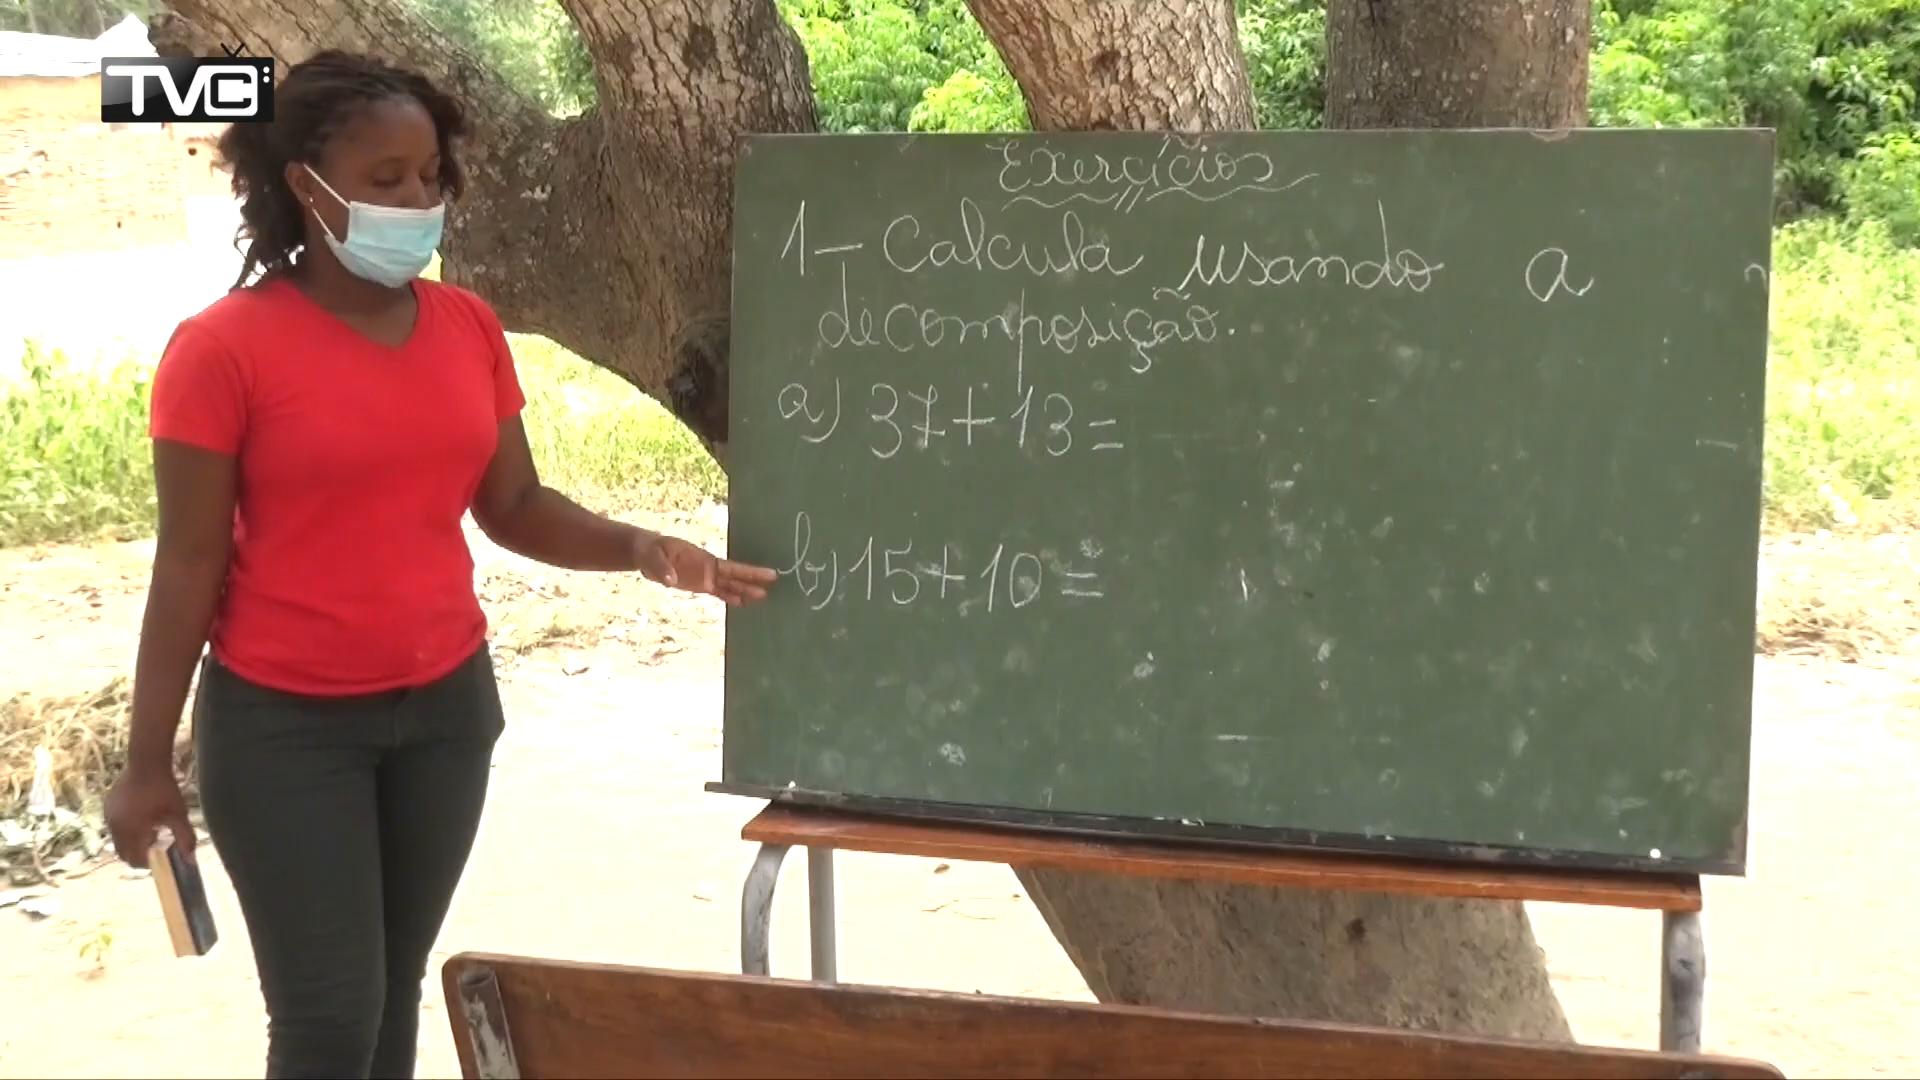 TVC
Exercícios
1- Calcula usando a
decomposição.
a) 37+13=
b) 15+10=